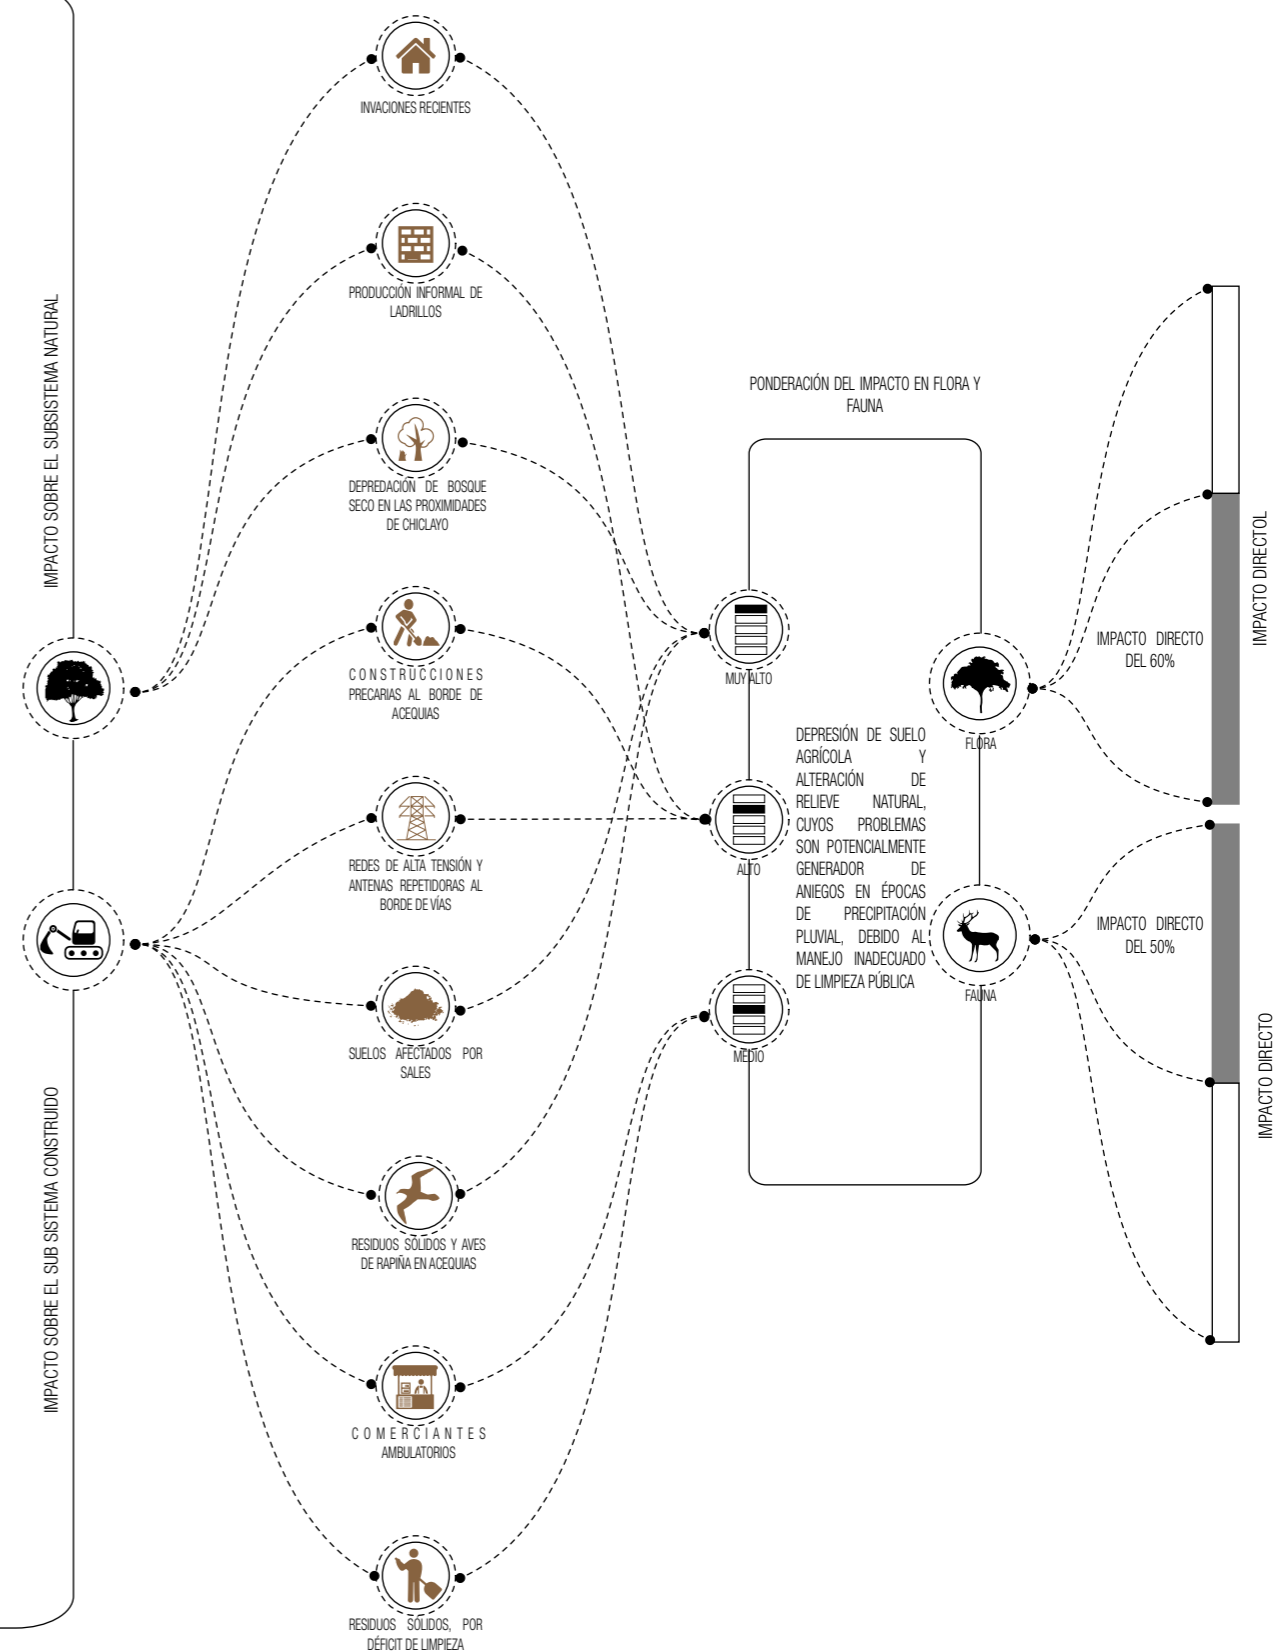 IMPACTO SOBRE EL SUBSISTEMA NATURAL
IMPACTO SOBRE EL SUB SISTEMA CONSTRUIDO
INVACIONES RECIENTES
PRODUCCIÓN INFORMAL DE
LADRILLOS
DEPREDACIÓN DE BOSQUE
SECO EN LAS PROXIMIDADES
DE CHICLAYO
CONSTRUCCIONES
PRECARIAS AL BORDE DE
ACEQUIAS
REDES DE ALTA TENSIÓN Y
ANTENAS REPETIDORAS AL
BORDE DE VÍAS
SUELOS AFECTADOS POR
SALES
RESIDUOS SÓLIDOS Y AVES
DE RAPIÑA EN ACEQUIAS
COMERCIANTES
AMBULATORIOS
RESIDUOS SÓLIDOS, POR
DÉFICIT DE LIMPIEZA
PONDERACIÓN DEL IMPACTO EN FLORA Y
FAUNA
MUY ALTO
ALTO
MEDIO
DEPRESIÓN DE SUELO
AGRÍCOLA Y
ALTERACIÓN DE
RELIEVE NATURAL,
CUYOS PROBLEMAS
SON POTENCIALMENTE
GENERADOR DE
ANIEGOS EN ÉPOCAS
DE PRECIPITACIÓN
PLUVIAL, DEBIDO AL
MANEJO INADECUADO
DE LIMPIEZA PÚBLICA
FLORA
FAUNA
IMPACTO DIRECTO
DEL 60%
IMPACTO DIRECTO
DEL 50%
IMPACTO DIRECTOL
IMPACTO DIRECTO